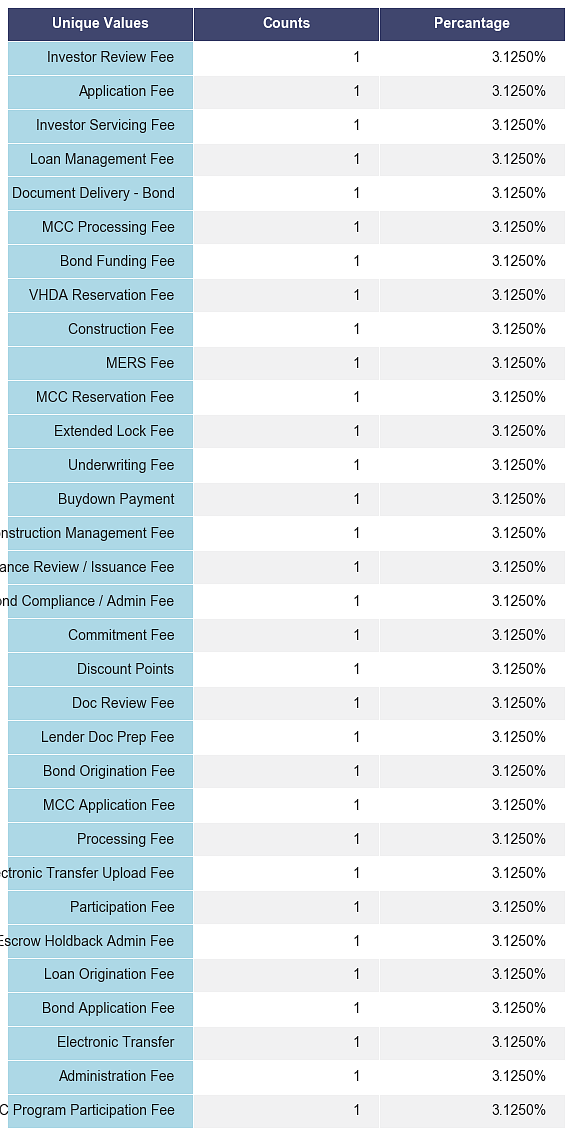 Unique Values Counts Percantage
Investor Review Fee 1 3.1250%
Application Fee 1 3.1250%
Investor Servicing Fee 1 3.1250%
Loan Management Fee 1 3.1250%
Document Delivery - Bond 1 3.1250%
MCC Processing Fee 1 3.1250%
Bond Funding Fee 1 3.1250%
VHDA Reservation Fee 1 3.1250%
Construction Fee 1 3.1250%
MERS Fee 1 3.1250%
MCC Reservation Fee 1 3.1250%
Extended Lock Fee 1 3.1250%
Underwriting Fee 1 3.1250%
Buydown Payment 1 3.1250%
Management Fee 1 3.1250%
Review / Issuance Fee 1 3.1250%
Compliance / Admin Fee 1 3.1250%
Commitment Fee 1 3.1250%
Discount Points 1 3.1250%
Doc Review Fee 1 3.1250%
Lender Doc Prep Fee 1 3.1250%
Bond Origination Fee 1 3.1250%
MCC Application Fee 1 3.1250%
Processing Fee 1 3.1250%
Transfer Upload Fee 1 3.1250%
Participation Fee 1 3.1250%
Escrow Holdback Admin Fee 1 3.1250%
Loan Origination Fee 1 3.1250%
Bond Application Fee 1 3.1250%
Electronic Transfer 1 3.1250%
Administration Fee 1 3.1250%
Program Participation Fee 1 3.1250%